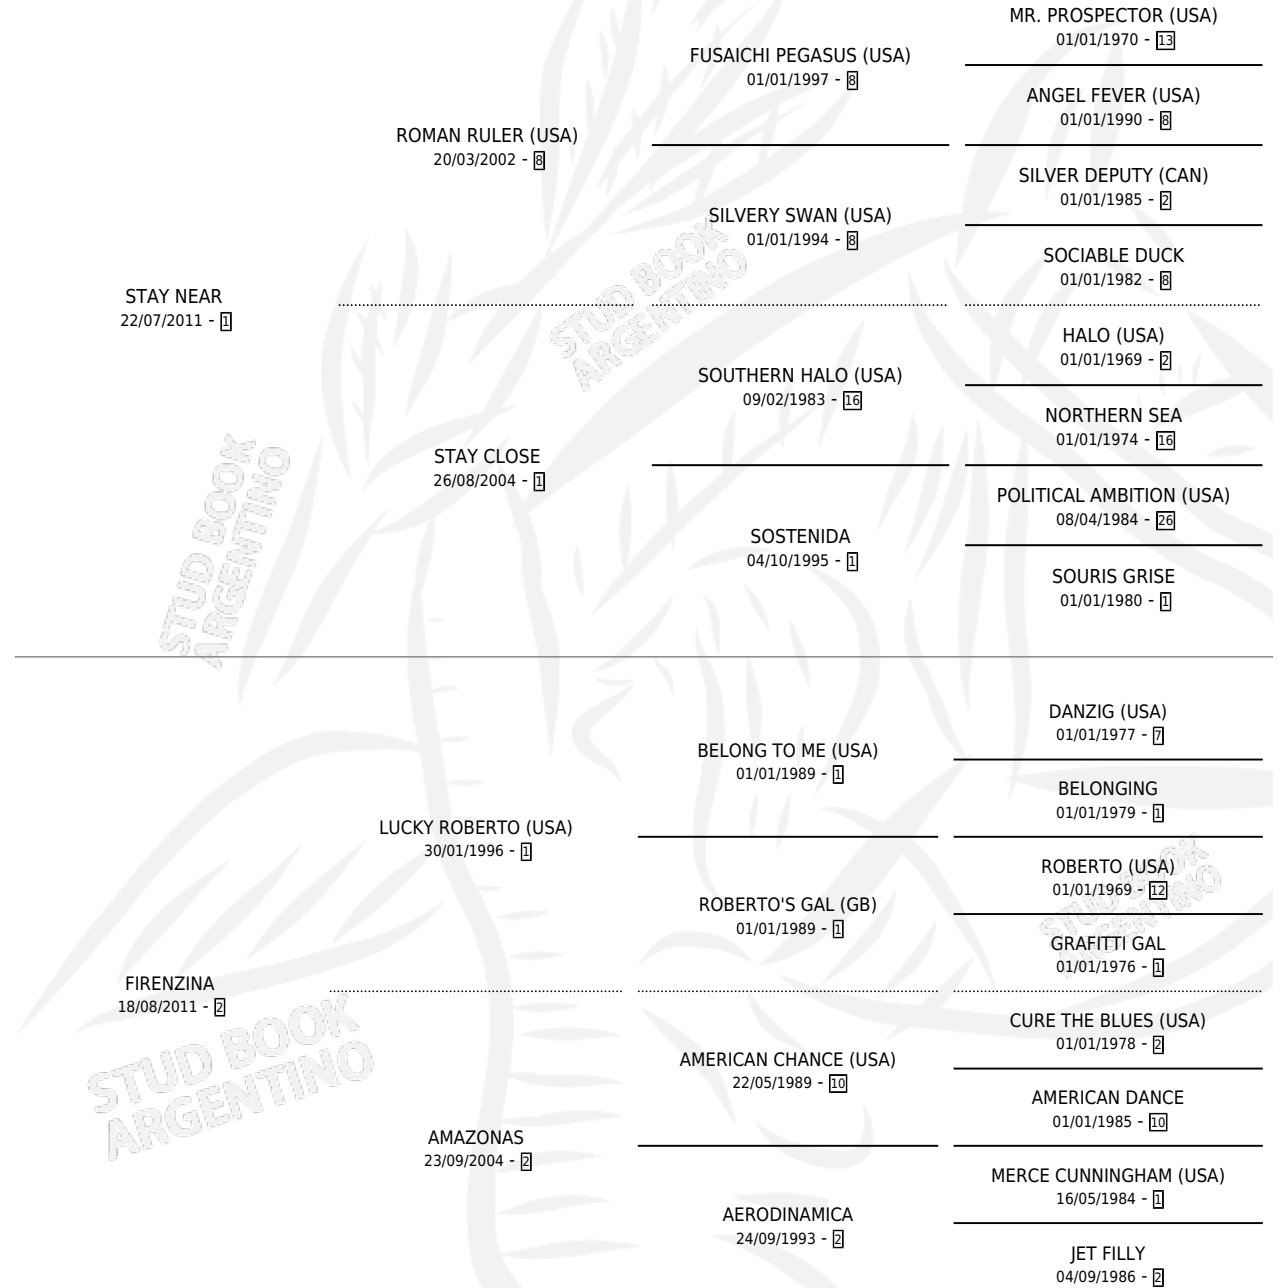 MR. PROSPECTOR (USA)
01/01/1970 - 13
FUSAICHI PEGASUS (USA)
01/01/1997 - 8
ANGEL FEVER (USA)
01/01/1990 - 8
ROMAN RULER (USA)
20/03/2002 - 8
SILVER DEPUTY (CAN)
01/01/1985 - 2
SILVERY SWAN (USA)
01/01/1994 - 8
SOCIABLE DUCK
01/01/1982 - 8
STUD BOOK
ARGENTINO
STAY NEAR
22/07/2011 - 1
HALO (USA)
01/01/1969 - 2
SOUTHERN HALO (USA)
09/02/1983 - 16
NORTHERN SEA
01/01/1974 - 16
STAY CLOSE
26/08/2004 - 1
POLITICAL AMBITION (USA)
08/04/1984 - 26
SOSTENIDA
04/10/1995 - 1
SOURIS GRISE
01/01/1980 - 1
STUD BOOK
ARGENTINO
DANZIG (USA)
01/01/1977 - 7
BELONG TO ME (USA)
01/01/1989 - 1
BELONGING
01/01/1979 - 1
LUCKY ROBERTO (USA)
30/01/1996 - 1
ROBERTO (USA)
01/01/1969 - 12
ROBERTO'S GAL (GB)
01/01/1989 - 1
GRAFITTI GAL
01/01/1976 - 1
STUD BOOK
ARGENTINO
FIRENZINA
18/08/2011 - 2
CURE THE BLUES (USA)
01/01/1978 - 2
AMERICAN CHANCE (USA)
22/05/1989 - 10
AMERICAN DANCE
01/01/1985 - 10
STUD BOOK
ARGENTINO
AMAZONAS
23/09/2004 - 2
MERCE CUNNINGHAM (USA)
16/05/1984 - 1
AERODINAMICA
24/09/1993 - 2
JET FILLY
04/09/1986 - 2